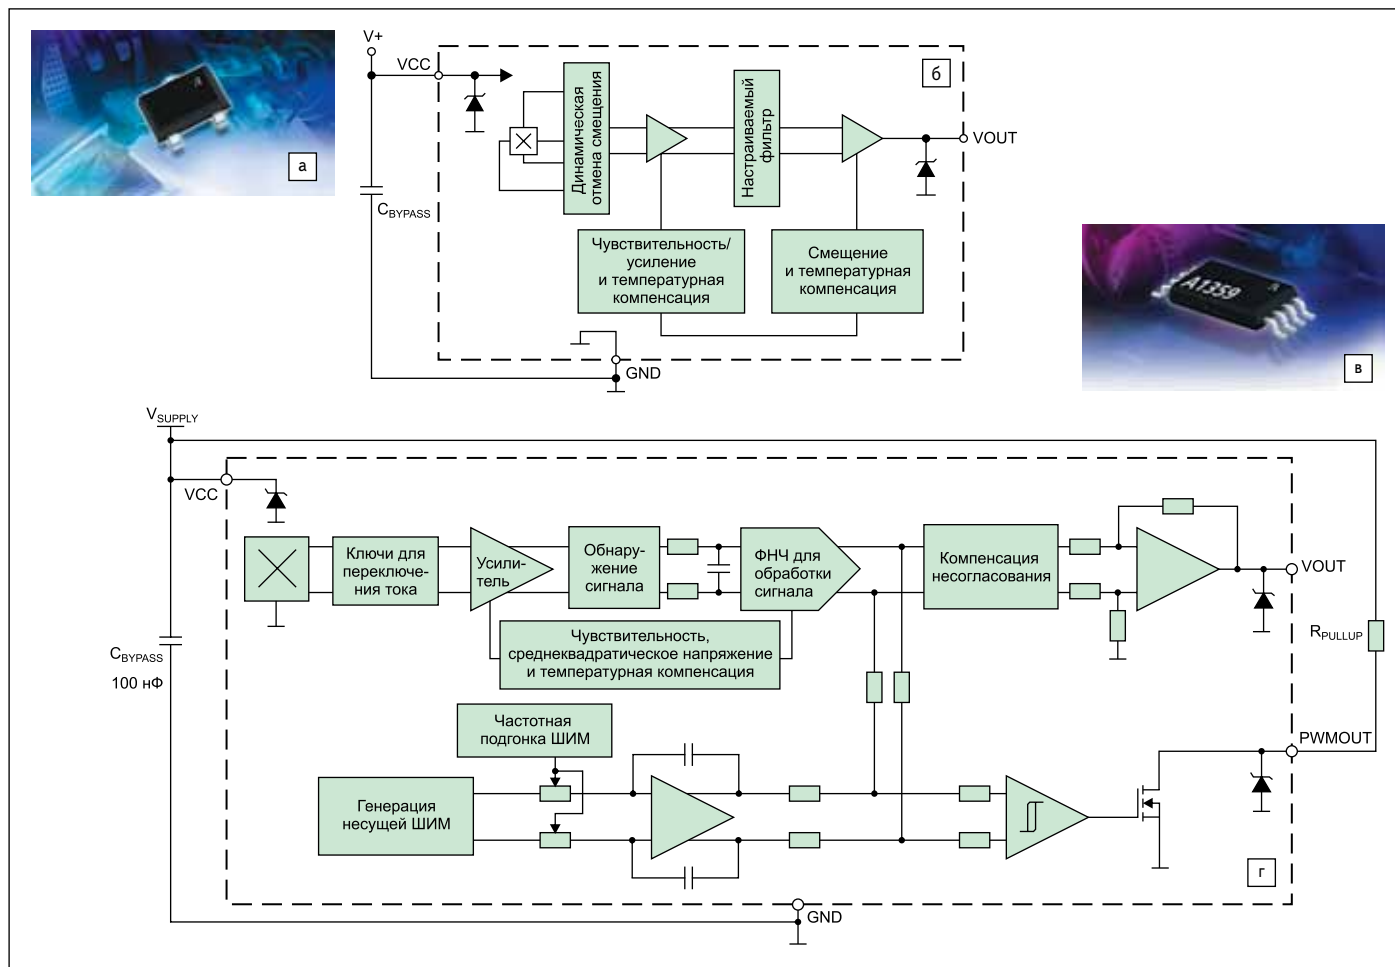 а
V+
VCC
CBYPASS
Динамическая
отмена смещения
Настраиваемый
фильтр
б
VOUT
Чувствительность/
усиление
и температурная
компенсация
Смещение
и температурная
компенсация
GND
A1359
в
VSUPPLY
VCC
CBYPASS
100 нФ
Ключи для
переключе-
ния тока
Усили-
тель
Обнару-
жение
сигнала
ФНЧ для
обработки
сигнала
Компенсация
несогласования
VOUT
RPULLUP
Чувствительность,
среднеквадратическое напряжение
и температурная компенсация
Частотная
подгонка ШИМ
PWMOUT
Генерация
несущей ШИМ
г
GND